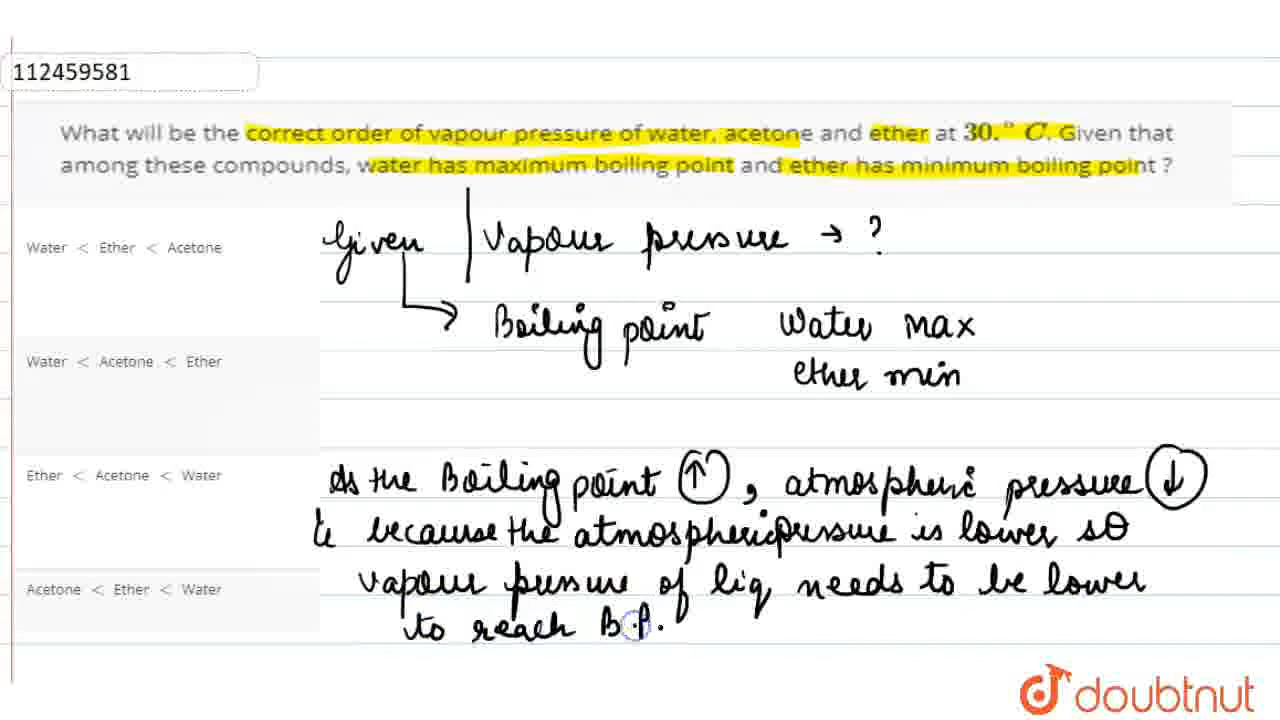 112459581
What will be the correct order of vapour pressure of water, acetone and ether at 30.° C. Given that
among these compounds, water has maximum boiling point and ether has minimum boiling point ?
Water < Ether < Acetone
Given
Vapour pressure → ?
Boiling point Water max
ether min
Water < Acetone < Ether
Ether < Acetone < Water
As the Boiling point ↑, atmospheric pressure ↓
because the atmospheric pressure is lower so
vapour pressure of liq needs to be lower
to reach B.P.
Acetone < Ether < Water
doubtnut